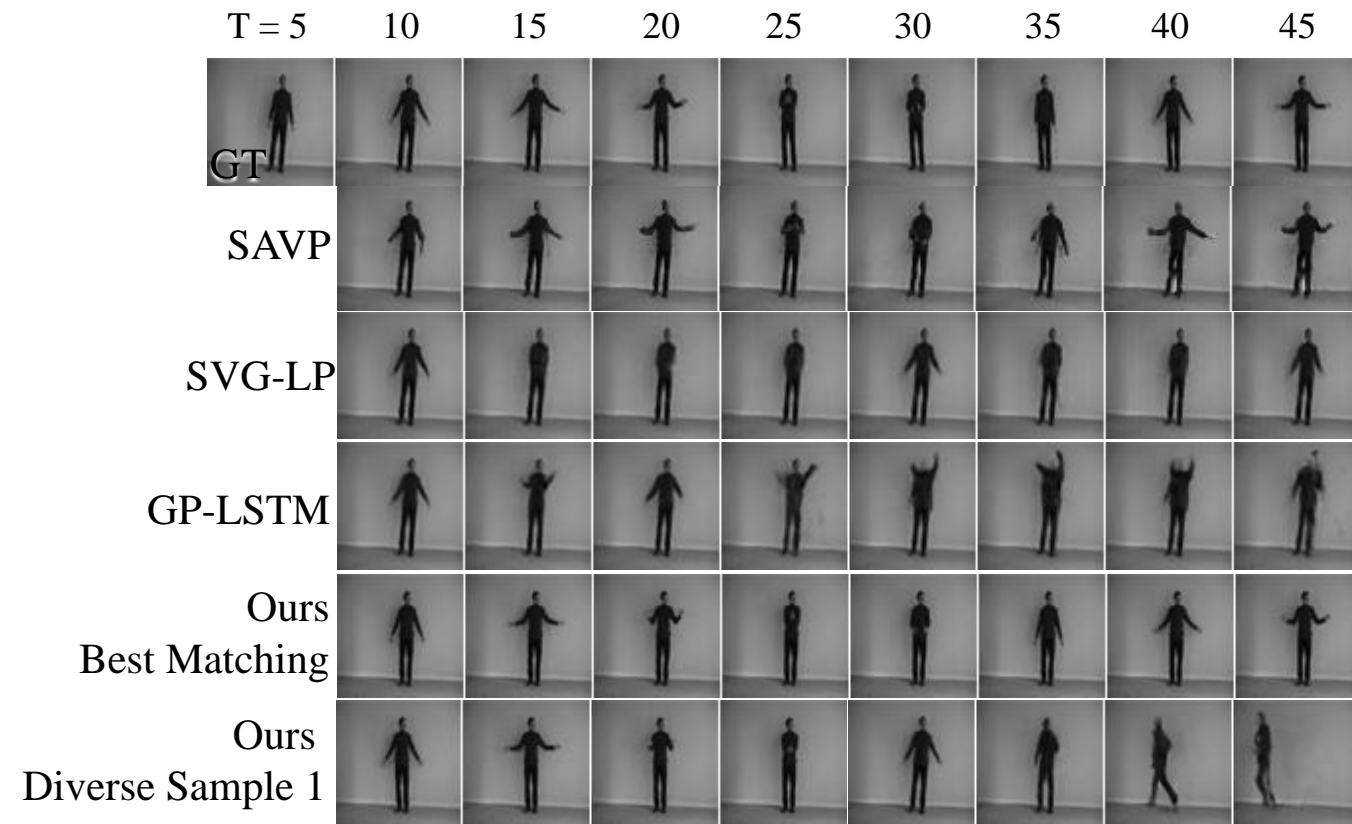 T = 5 10 15 20 25 30 35 40 45
GT
SAVP
SVG-LP
GP-LSTM
Ours
Best Matching
Ours
Diverse Sample 1